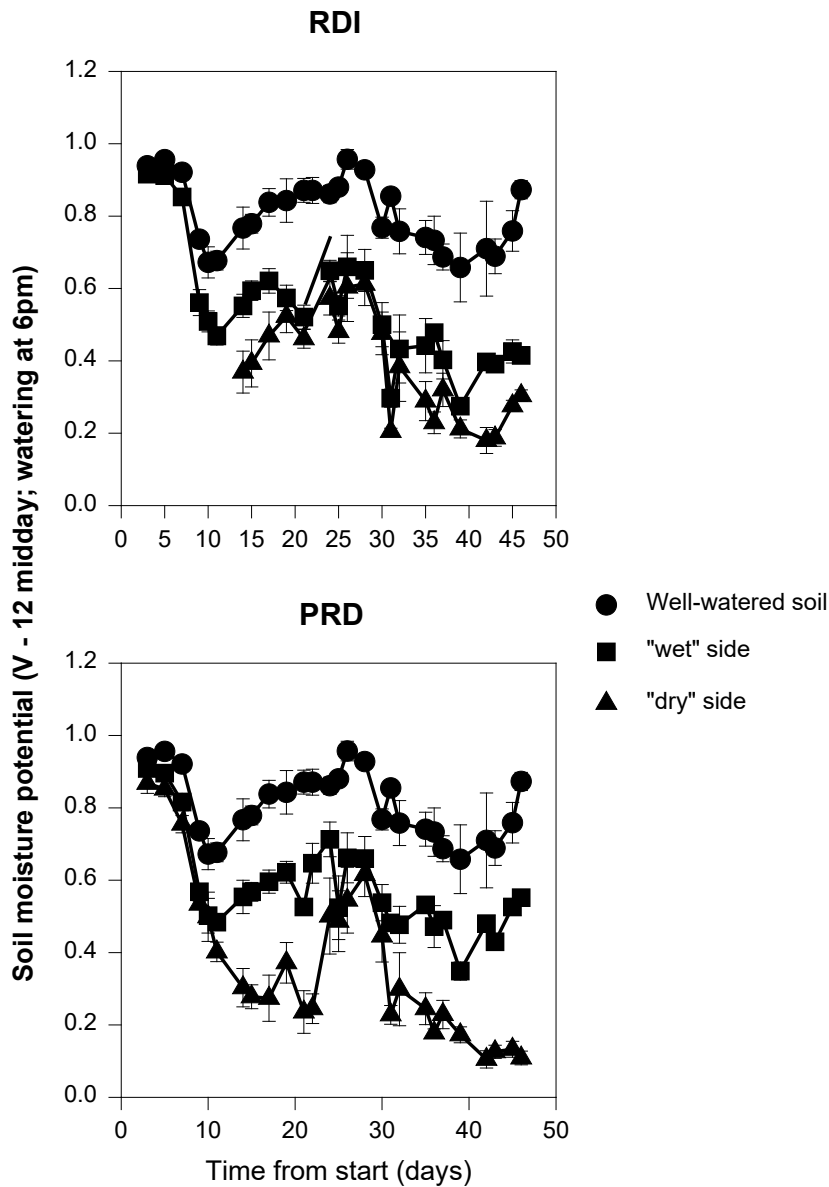 RDI
1.2
1.0
0.8
0.6
0.4
0.2
0.0
0 5 10 15 20 25 30 35 40 45 50
Soil moisture potential (V - 12 midday; watering at 6pm)
PRD
1.2
1.0
0.8
0.6
0.4
0.2
0.0
0 10 20 30 40 50
Time from start (days)
Well-watered soil
"wet" side
"dry" side